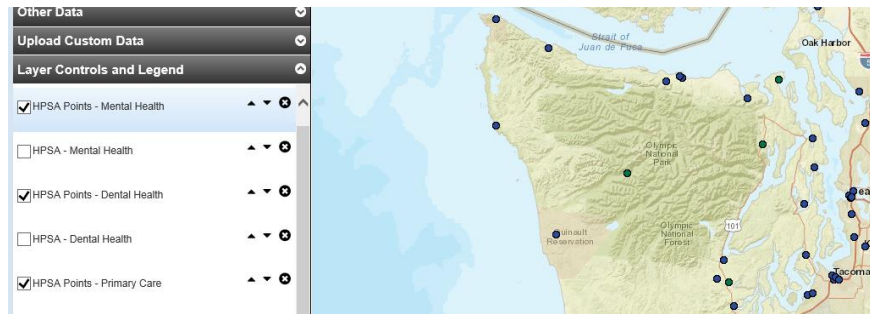 Other Data
Upload Custom Data
Layer Controls and Legend
HPSA Points - Mental Health
HPSA - Mental Health
HPSA Points - Dental Health
HPSA - Dental Health
HPSA Points - Primary Care
Strait of
Juan de Fuca
Oak Harbor
Olympic
National
Park
101
Olympic
National
Forest
Reservation
Tacoma